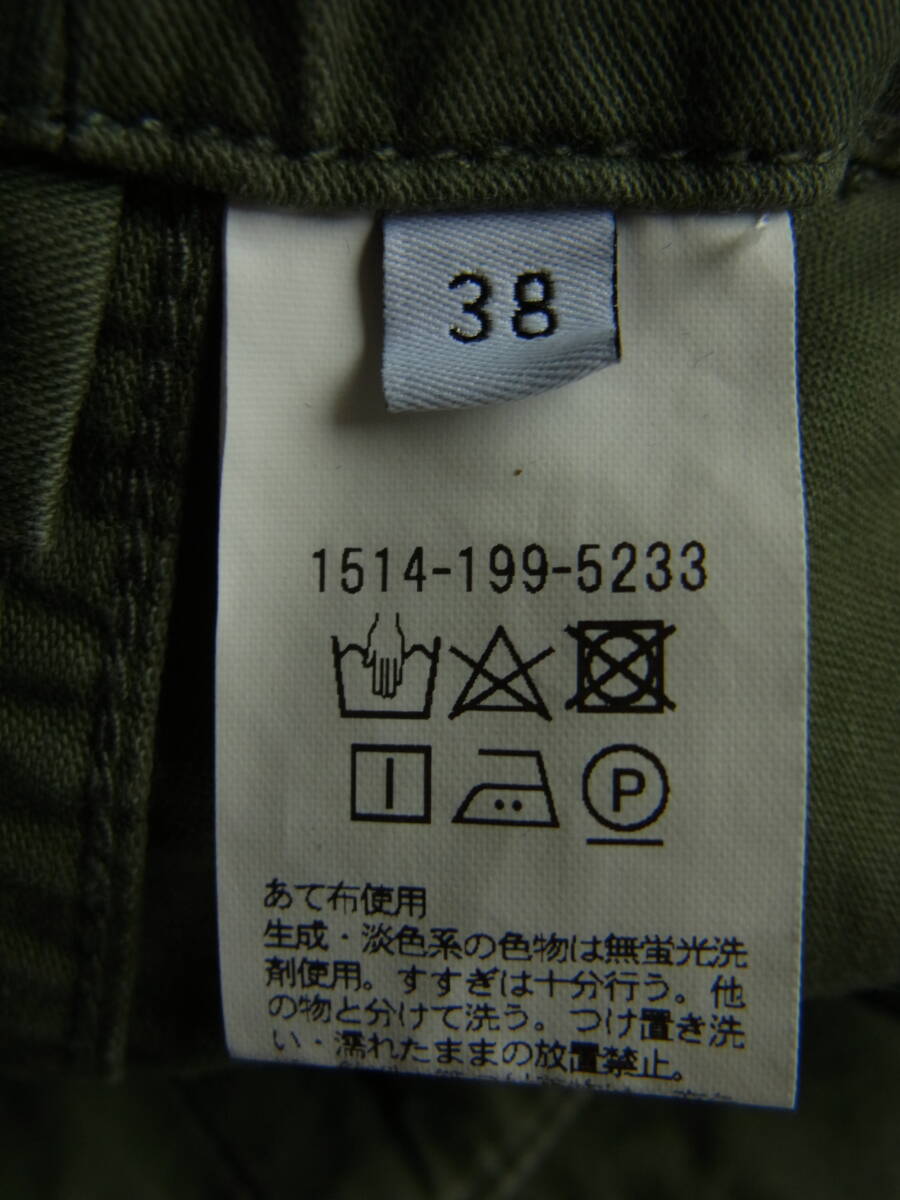 38
1514-199-5233
P
あて布使用
生成・淡色系の色物は無蛍光洗
剤使用。すすぎは十分行う。他
の物と分けて洗う。つけ置き洗
い・濡れたままの放置禁止。